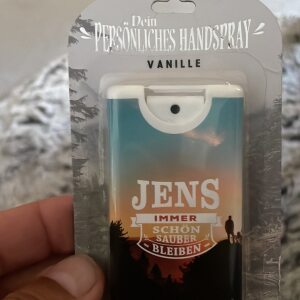 Dein
PERSÖNLICHES HANDSPRAY
VANILLE
JENS
IMMER
SCHÖN
SAUBER
BLEIBEN